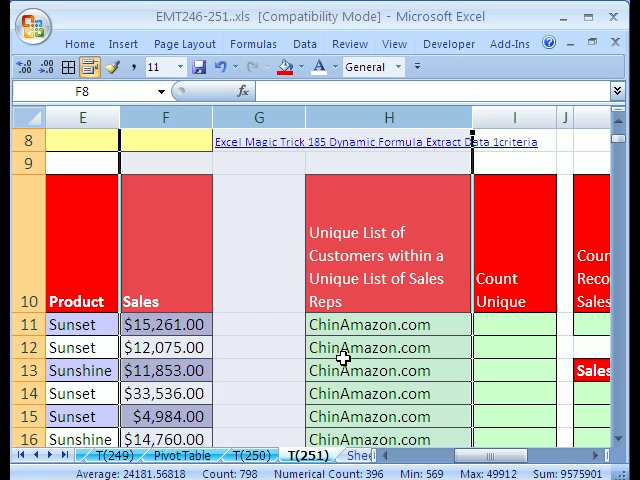 EMT246-251..xls [Compatibility Mode] - Microsoft Excel
Home Insert Page Layout Formulas Data Review View Developer Add-Ins
11 General
F8 fx
E F G H I J
8 Excel Magic Trick 185 Dynamic Formula Extract Data 1criteria
9
Unique List of
Customers within a
Unique List of Sales
Reps
Count
Unique
Coun
Reco
Sales
10 Product Sales
11 Sunset $15,261.00 ChinAmazon.com
12 Sunset $12,075.00 ChinAmazon.com
13 Sunshine $11,853.00 ChinAmazon.com Sales
14 Sunset $33,536.00 ChinAmazon.com
15 Sunset $4,984.00 ChinAmazon.com
16 Sunshine $14,760.00 ChinAmazon.com
T(249) PivotTable T(250) T(251) Shee
Average: 24181.56818 Count: 798 Numerical Count: 396 Min: 569 Max: 49912 Sum: 9575901